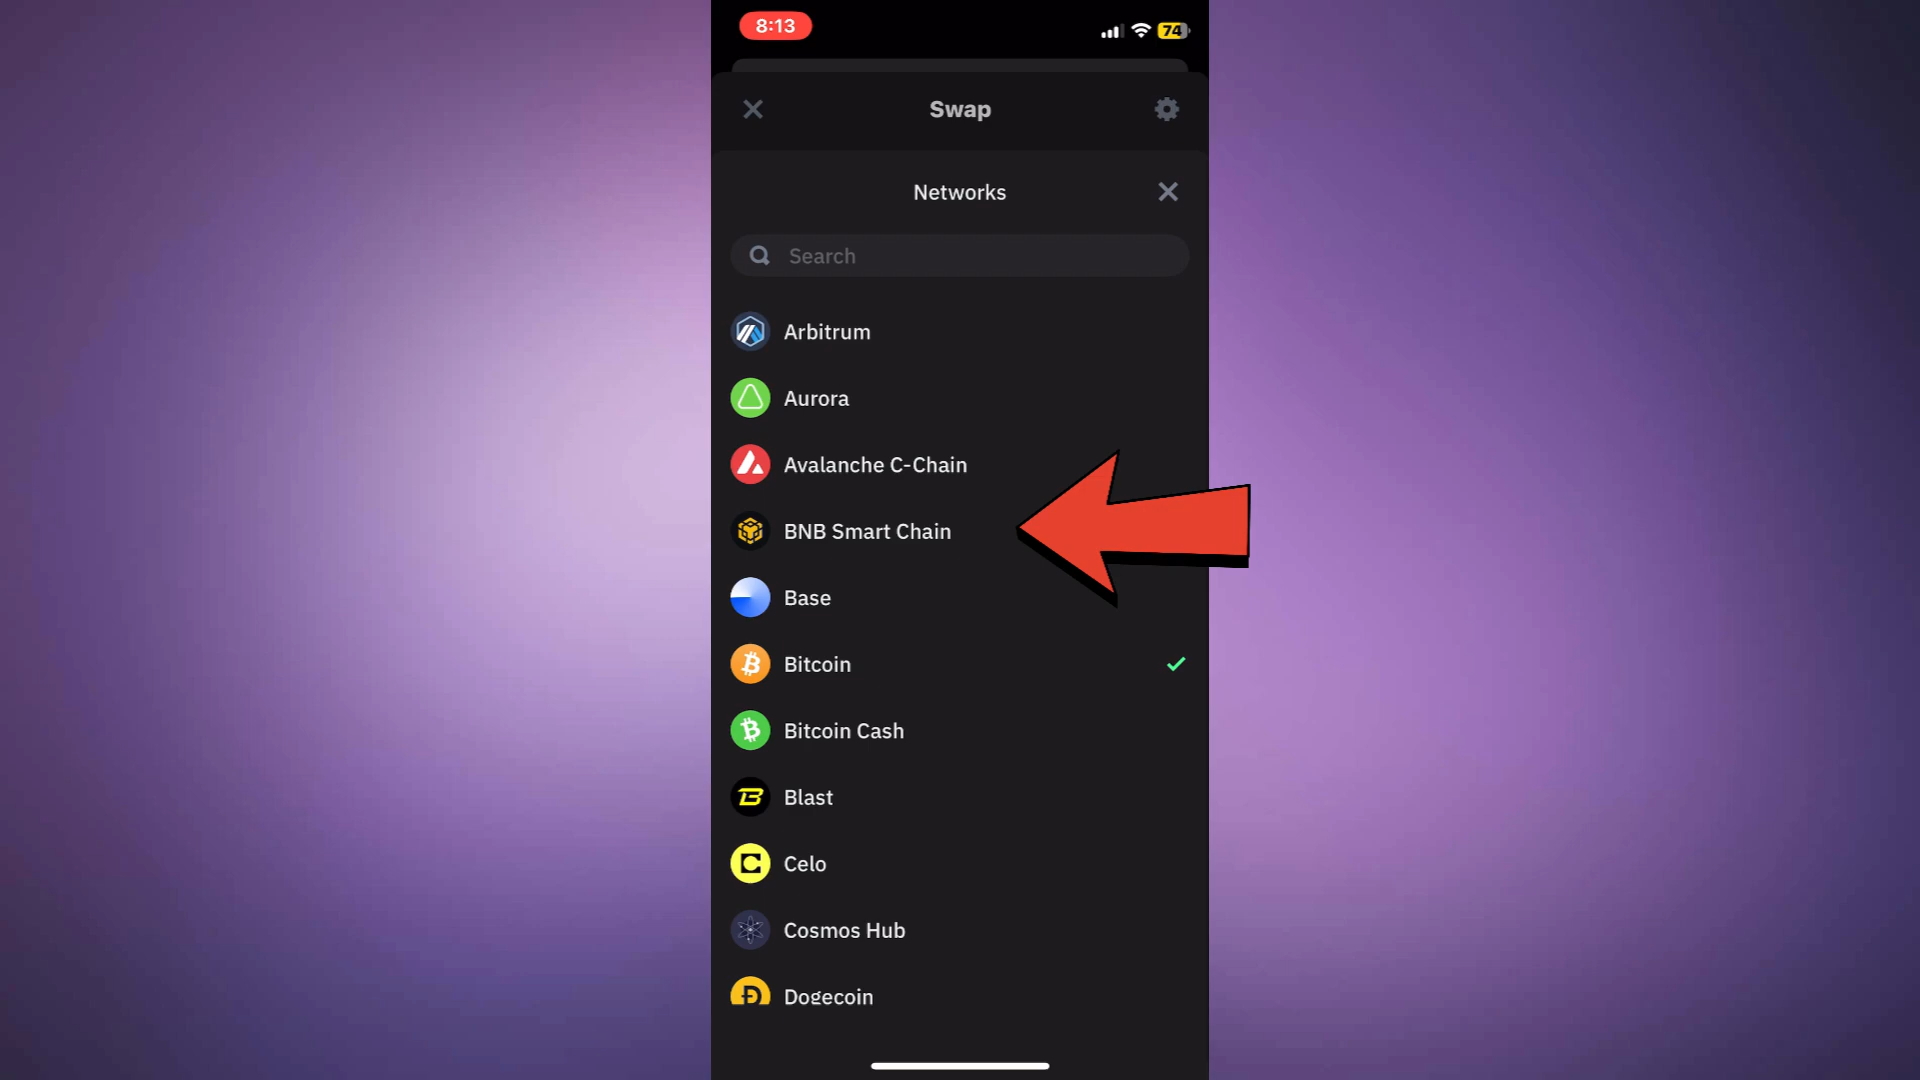 8:13
74
Swap
Networks
Search
Arbitrum
Aurora
Avalanche C-Chain
BNB Smart Chain
Base
Bitcoin
Bitcoin Cash
Blast
Celo
Cosmos Hub
Dogecoin